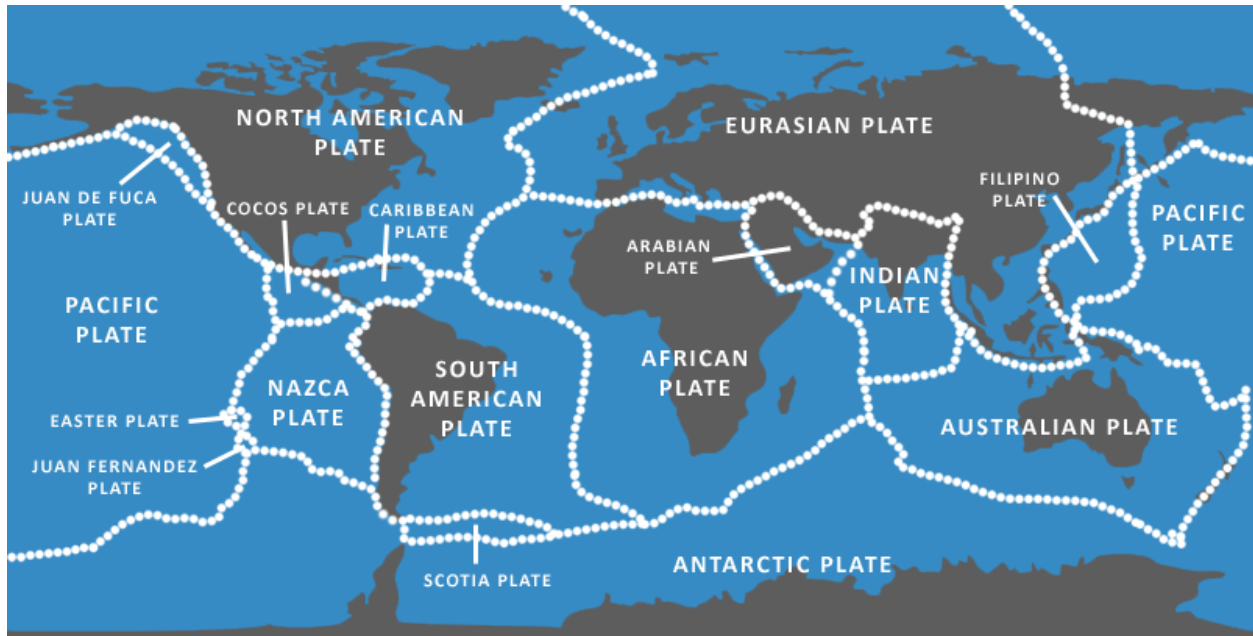 NORTH AMERICAN
PLATE
EURASIAN PLATE
JUAN DE FUCA
PLATE
COCOS PLATE
CARIBBEAN
PLATE
FILIPINO
PLATE
PACIFIC
PLATE
ARABIAN
PLATE
INDIAN
PLATE
PACIFIC
PLATE
NAZCA
PLATE
SOUTH
AMERICAN
PLATE
AFRICAN
PLATE
EASTER PLATE
AUSTRALIAN PLATE
JUAN FERNANDEZ
PLATE
SCOTIA PLATE
ANTARCTIC PLATE